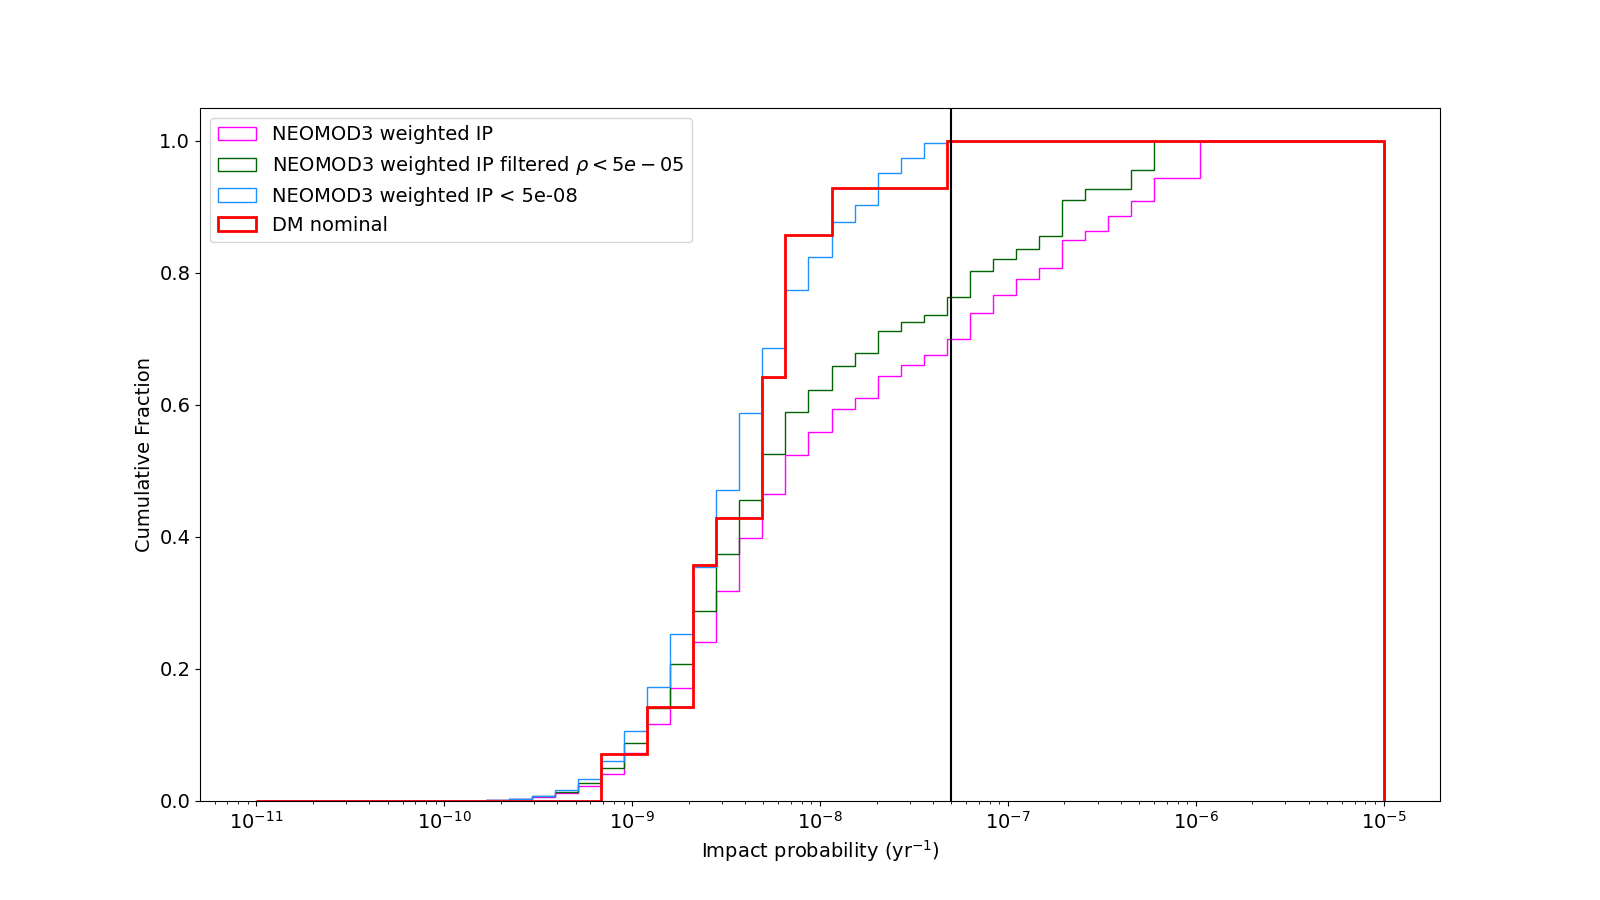 NEOMOD3 weighted IP
NEOMOD3 weighted IP filtered ρ < 5e − 05
NEOMOD3 weighted IP < 5e-08
DM nominal
1.0
0.8
0.6
0.4
0.2
0.0
Cumulative Fraction
10⁻¹¹ 10⁻¹⁰ 10⁻⁹ 10⁻⁸ 10⁻⁷ 10⁻⁶ 10⁻⁵
Impact probability (yr⁻¹)